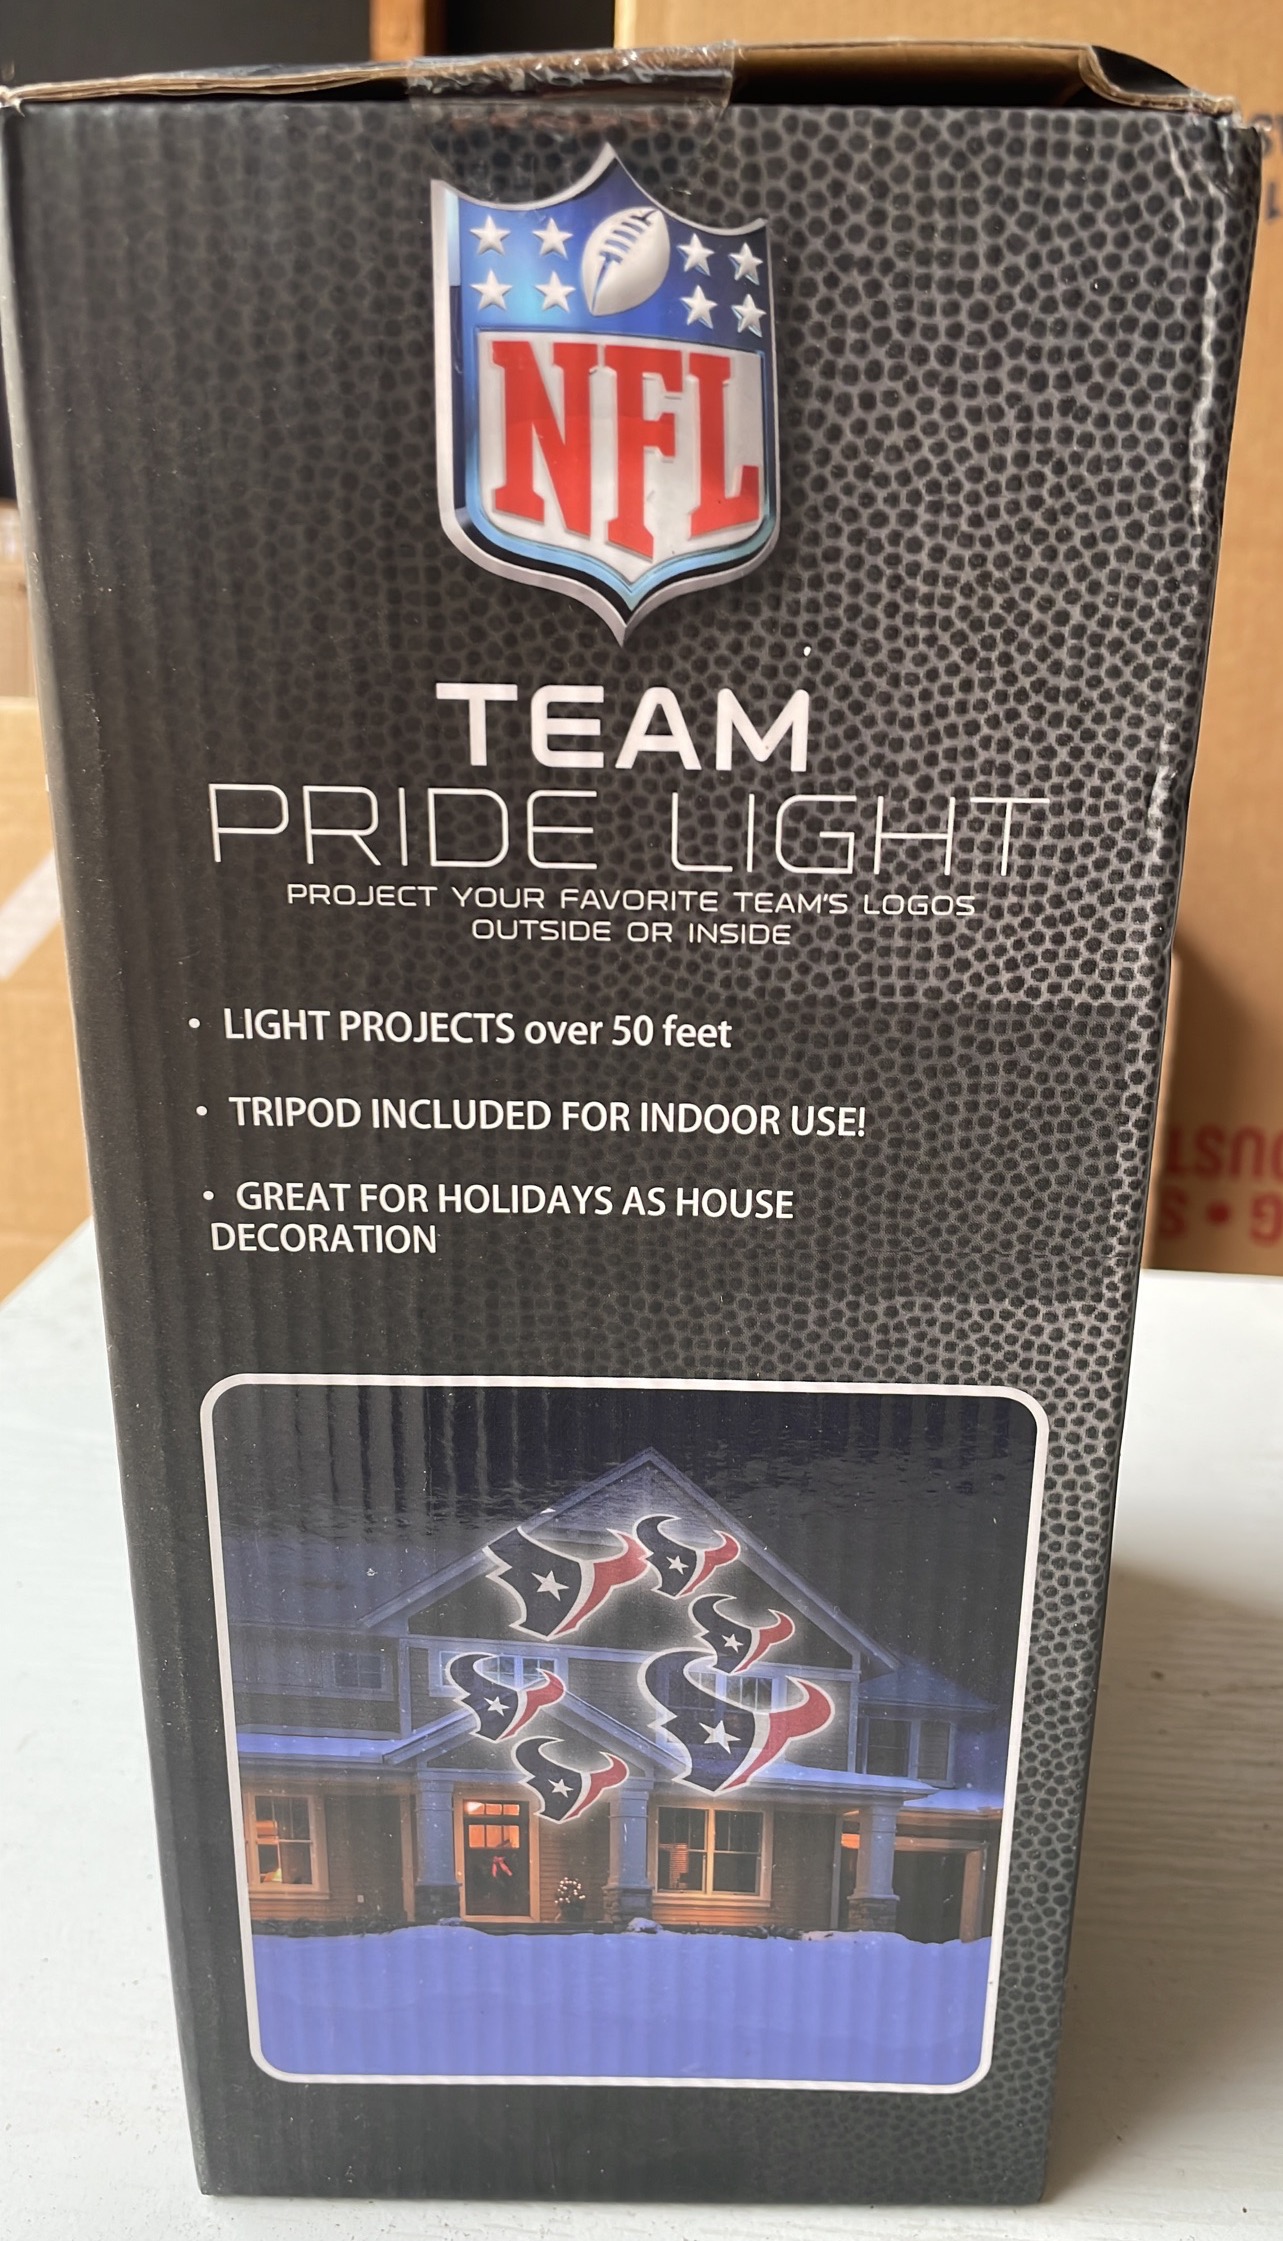 NFL
TEAM
PRIDE LIGHT
PROJECT YOUR FAVORITE TEAM'S LOGOS
OUTSIDE OR INSIDE
• LIGHT PROJECTS over 50 feet
• TRIPOD INCLUDED FOR INDOOR USE!
• GREAT FOR HOLIDAYS AS HOUSE
DECORATION